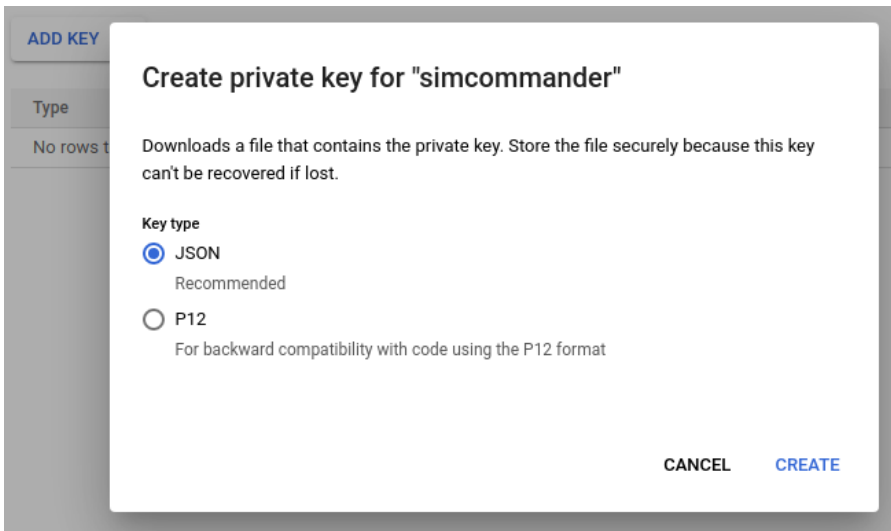 ADD KEY
Create private key for "simcommander"
Type
No rows t
Downloads a file that contains the private key. Store the file securely because this key
can't be recovered if lost.
Key type
JSON
Recommended
P12
For backward compatibility with code using the P12 format
CANCEL
CREATE